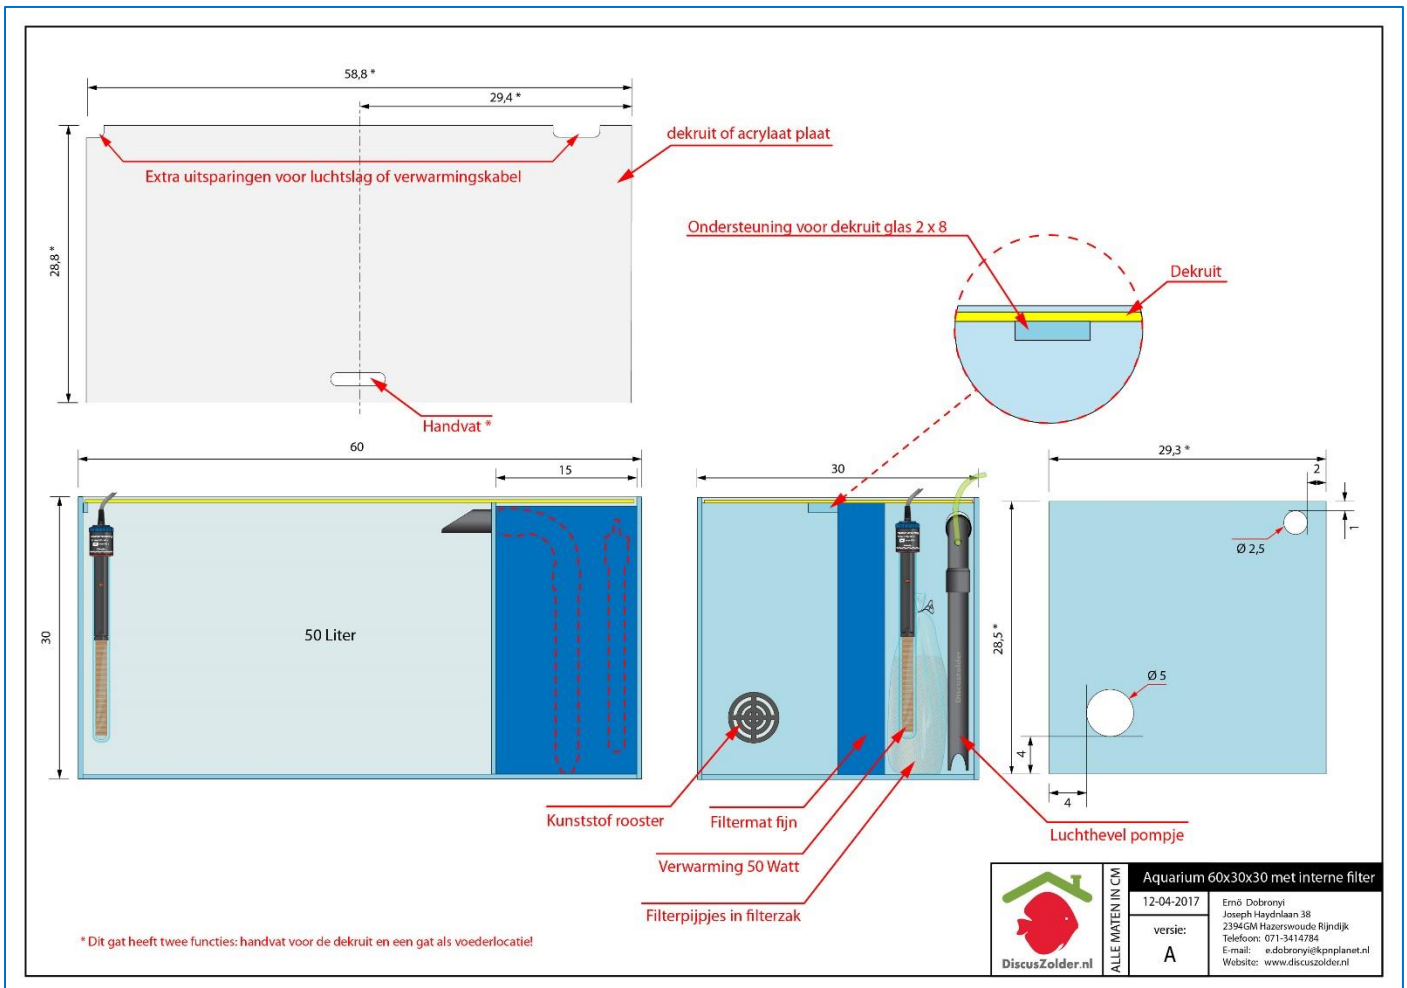 58,8 *
29,4 *
28,8 *
dekruit of acrylaat plaat
Extra uitsparingen voor luchtslag of verwarmingskabel
Handvat *
Ondersteuning voor dekruit glas 2 x 8
Dekruit
60
15
30
50 Liter
30
Kunststof rooster
Filtermat fijn
Verwarming 50 Watt
Filterpijpjes in filterzak
Luchthevel pompje
DiscusZolder
29,3 *
2
1
Ø 2,5
28,5 *
Ø 5
4
4
* Dit gat heeft twee functies: handvat voor de dekruit en een gat als voederlocatie!
DiscusZolder.nl
ALLE MATEN IN CM
Aquarium 60x30x30 met interne filter
12-04-2017
versie:
A
Ernö Dobronyi
Joseph Haydnlaan 38
2394GM Hazerswoude Rijndijk
Telefoon: 071-3414784
E-mail: e.dobronyi@kpnplanet.nl
Website: www.discuszolder.nl